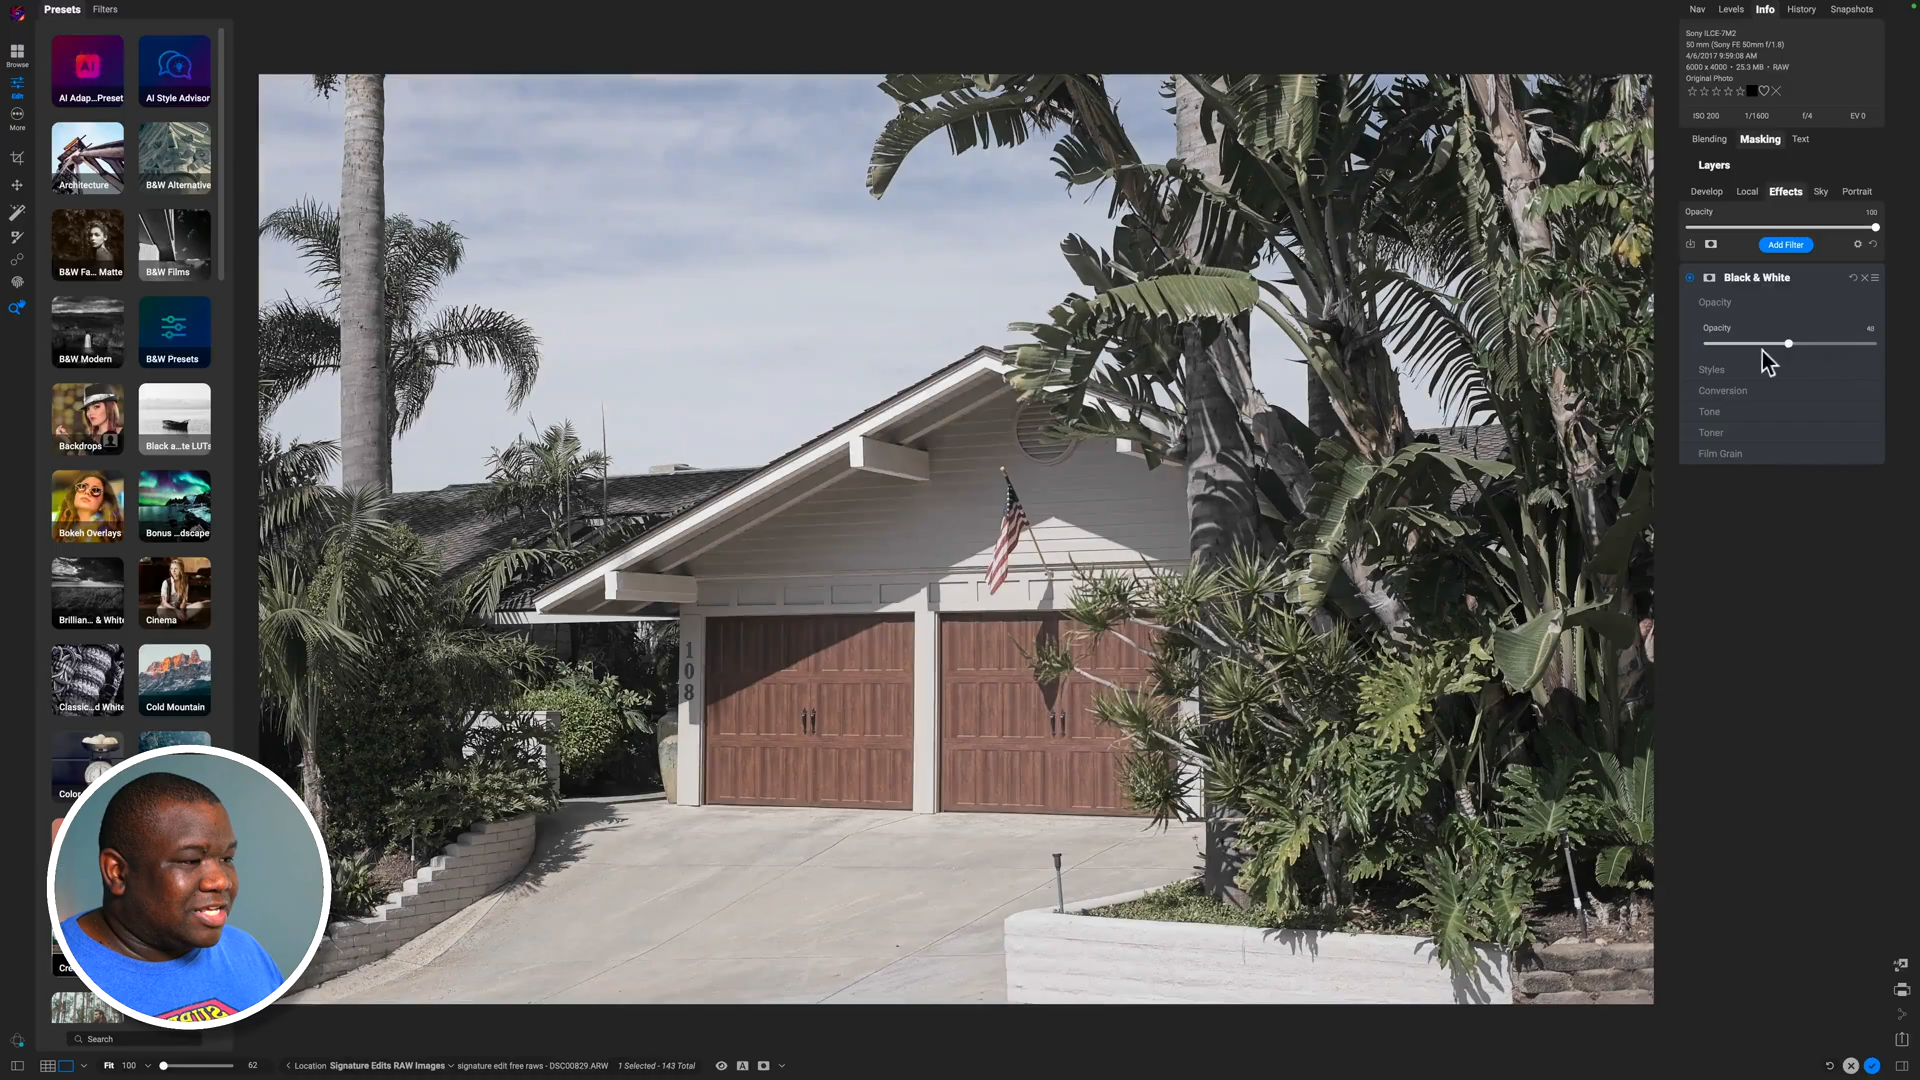 Presets Filters
Nav Levels Info History Snapshots
Sony ILCE-7M2
50 mm (Sony FE 50mm f/1.8)
4/6/2017 9:59:08 AM
6000 x 4000 • 25.3 MB • RAW
Original Photo
ISO 200 1/1600 f/4 EV 0
Blending Masking Text
Layers
Develop Local Effects Sky Portrait
Opacity 100
Add Filter
Black & White
Opacity
Opacity 48
Styles
Conversion
Tone
Toner
Film Grain
Browse
Edit
More
AI
AI Adap...Preset AI Style Advisor
Architecture B&W Alternative
B&W Fa... Matte B&W Films
B&W Modern B&W Presets
Backdrops Black a...te LUTs
Bokeh Overlays Bonus ...dscape
Brillian... & White Cinema
Classic...d White Cold Mountain
Color
Cre
Search
108
Fit 100 62
Location Signature Edits RAW Images signature edit free raws - DSC00829.ARW 1 Selected - 143 Total
A